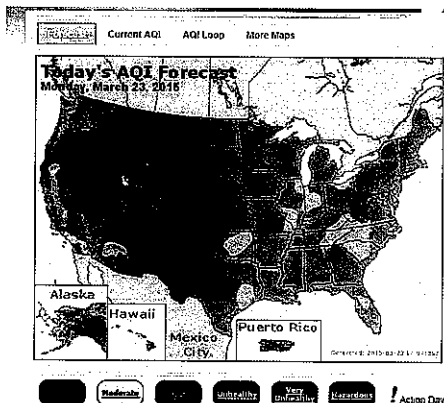 Current AQI AQI Loop More Maps
Today's AQI Forecast
Monday, March 23, 2015
Alaska
Hawaii
Mexico City
Puerto Rico
Moderate
Unhealthy
Very Unhealthy
Hazardous
! Action Day